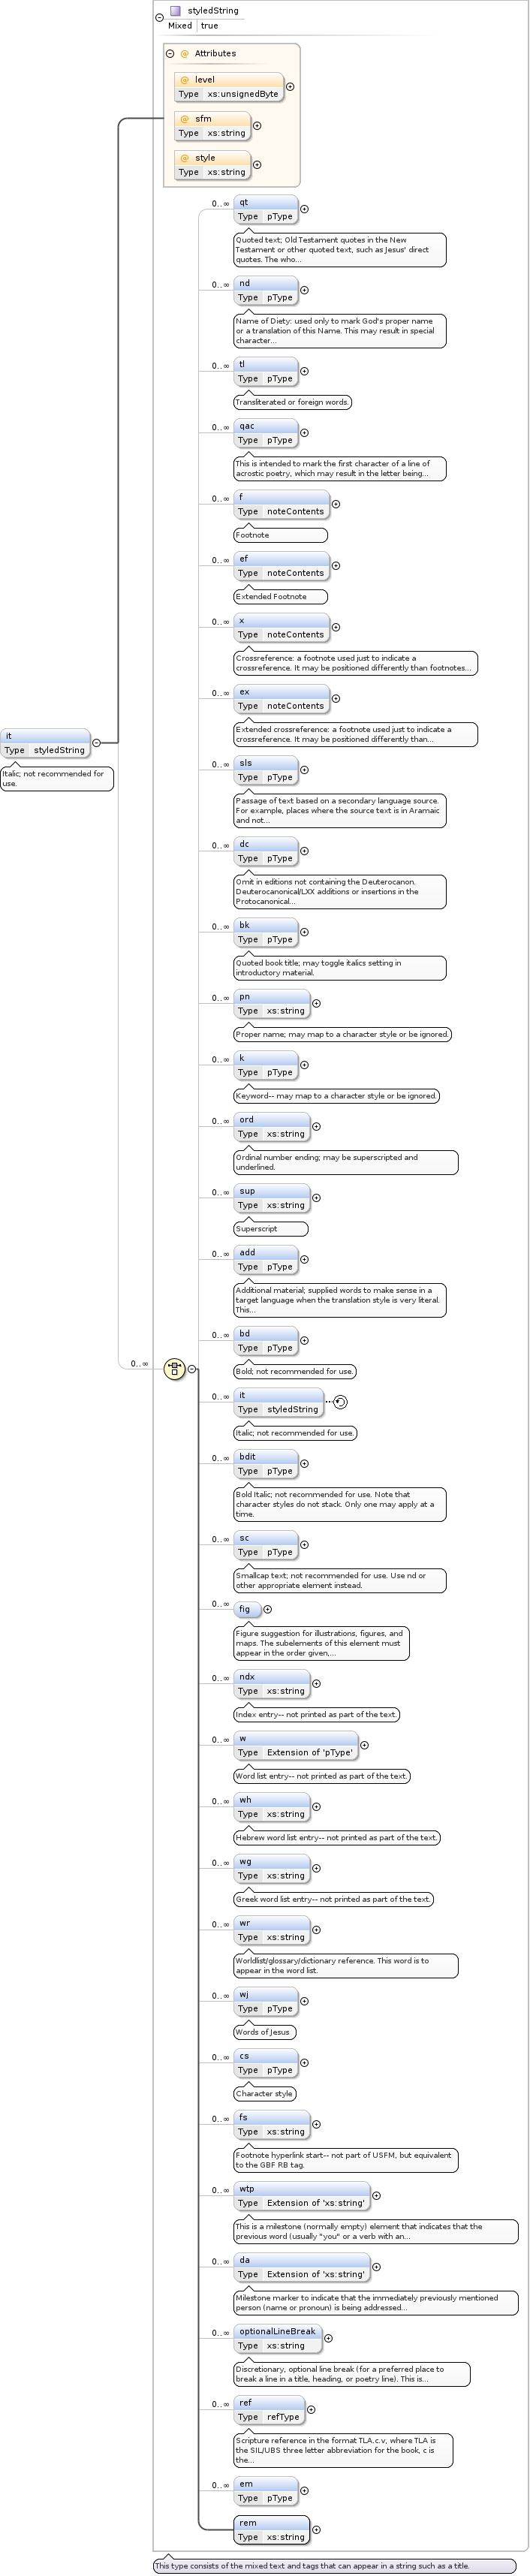 styledString
Mixed true
Attributes
level
Type xs:unsignedByte
sfm
Type xs:string
style
Type xs:string
0..∞ qt
Type pType
Quoted text; Old Testament quotes in the New
Testament or other quoted text, such as Jesus' direct
quotes. The who...
0..∞ nd
Type pType
Name of Diety: used only to mark God's proper name
or a translation of this Name. This may result in special
character...
0..∞ tl
Type pType
Transliterated or foreign words.
0..∞ qac
Type pType
This is intended to mark the first character of a line of
acrostic poetry, which may result in the letter being...
0..∞ f
Type noteContents
Footnote
0..∞ ef
Type noteContents
Extended Footnote
0..∞ x
Type noteContents
Crossreference: a footnote used just to indicate a
crossreference. It may be positioned differently than footnotes...
0..∞ ex
Type noteContents
Extended crossreference: a footnote used just to indicate a
crossreference. It may be positioned differently than...
it
Type styledString
Italic; not recommended for
use.
0..∞ sls
Type pType
Passage of text based on a secondary language source.
For example, places where the source text is in Aramaic
and not...
0..∞ dc
Type pType
Omit in editions not containing the Deuterocanon.
Deuterocanonical/LXX additions or insertions in the
Protocanonical...
0..∞ bk
Type pType
Quoted book title; may toggle italics setting in
introductory material.
0..∞ pn
Type xs:string
Proper name; may map to a character style or be ignored.
0..∞ k
Type pType
Keyword-- may map to a character style or be ignored.
0..∞ ord
Type xs:string
Ordinal number ending; may be superscripted and
underlined.
0..∞ sup
Type xs:string
Superscript
0..∞ add
Type pType
Additional material; supplied words to make sense in a
target language when the translation style is very literal.
This...
0..∞ bd
Type pType
Bold; not recommended for use.
0..∞
0..∞ it
Type styledString
Italic; not recommended for use.
0..∞ bdit
Type pType
Bold Italic; not recommended for use. Note that
character styles do not stack. Only one may apply at a
time.
0..∞ sc
Type pType
Smallcap text; not recommended for use. Use nd or
other appropriate element instead.
0..∞ fig
Figure suggestion for illustrations, figures, and
maps. The subelements of this element must
appear in the order given,...
0..∞ ndx
Type xs:string
Index entry-- not printed as part of the text.
0..∞ w
Type Extension of 'pType'
Word list entry-- not printed as part of the text.
0..∞ wh
Type xs:string
Hebrew word list entry-- not printed as part of the text.
0..∞ wg
Type xs:string
Greek word list entry-- not printed as part of the text.
0..∞ wr
Type xs:string
Worldlist/glossary/dictionary reference. This word is to
appear in the word list.
0..∞ wj
Type pType
Words of Jesus
0..∞ cs
Type pType
Character style
0..∞ fs
Type xs:string
Footnote hyperlink start-- not part of USFM, but equivalent
to the GBF RB tag.
0..∞ wtp
Type Extension of 'xs:string'
This is a milestone (normally empty) element that indicates that the
previous word (usually "you" or a verb with an...
0..∞ da
Type Extension of 'xs:string'
Milestone marker to indicate that the immediately previously mentioned
person (name or pronoun) is being addressed...
0..∞ optionalLineBreak
Type xs:string
Discretionary, optional line break (for a preferred place to
break a line in a title, heading, or poetry line). This is...
0..∞ ref
Type refType
Scripture reference in the format TLA.c.v, where TLA is
the SIL/UBS three letter abbreviation for the book, c is
the...
0..∞ em
Type pType
rem
Type xs:string
This type consists of the mixed text and tags that can appear in a string such as a title.